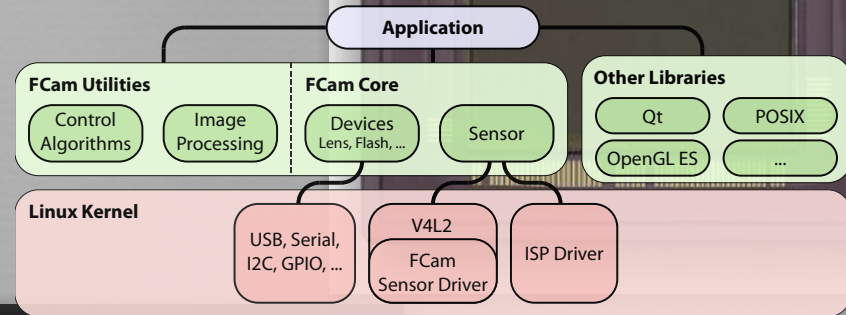 Application
FCam Utilities
Control
Algorithms
Image
Processing
FCam Core
Devices
Lens, Flash, ...
Sensor
Other Libraries
Qt
POSIX
OpenGL ES
...
Linux Kernel
USB, Serial,
I2C, GPIO, ...
V4L2
FCam
Sensor Driver
ISP Driver